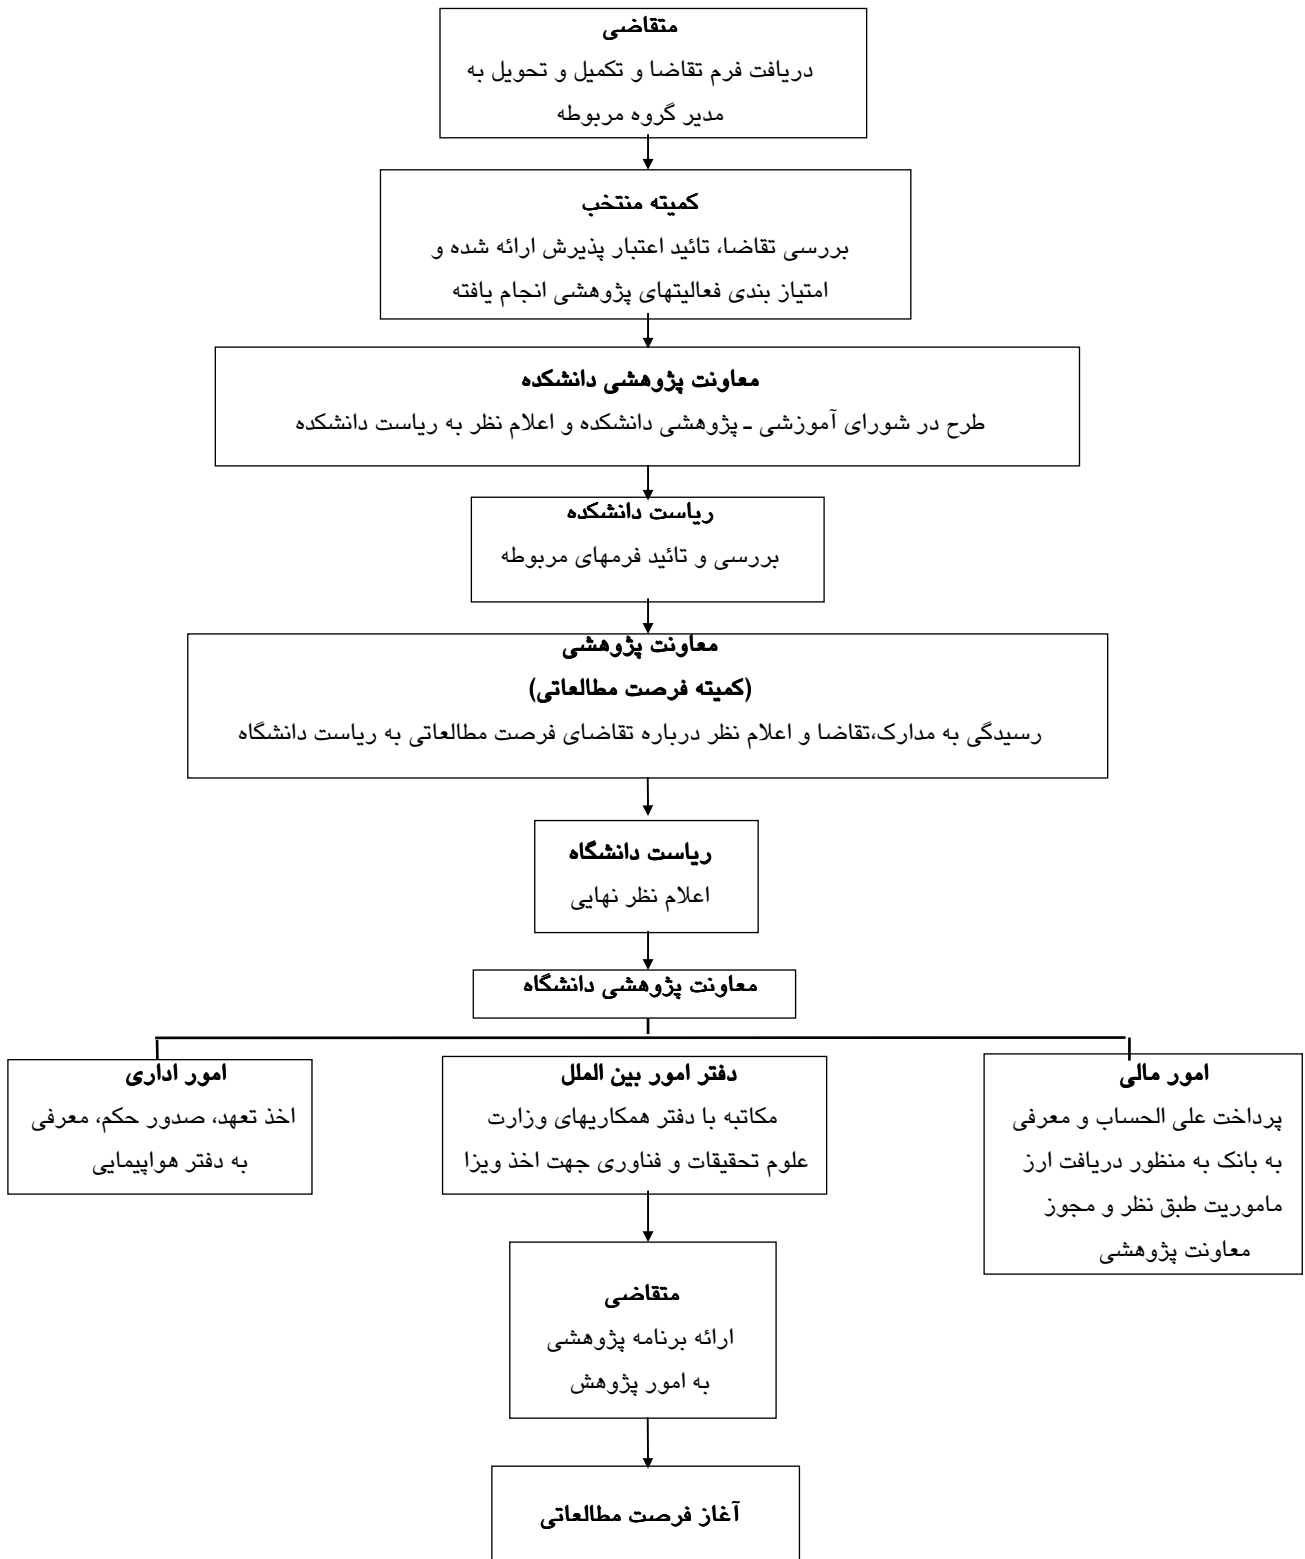 متقاضی
دریافت فرم تقاضا و تکمیل و تحویل به
مدیر گروه مربوطه
کمیته منتخب
بررسی تقاضا، تائید اعتبار پذیرش ارائه شده و
امتیاز بندی فعالیتهای پژوهشی انجام یافته
معاونت پژوهشی دانشکده
طرح در شورای آموزشی ـ پژوهشی دانشکده و اعلام نظر به ریاست دانشکده
ریاست دانشکده
بررسی و تائید فرمهای مربوطه
معاونت پژوهشی
(کمیته فرصت مطالعاتی)
رسیدگی به مدارک،تقاضا و اعلام نظر درباره تقاضای فرصت مطالعاتی به ریاست دانشگاه
ریاست دانشگاه
اعلام نظر نهایی
معاونت پژوهشی دانشگاه
امور مالی
پرداخت علی الحساب و معرفی
به بانک به منظور دریافت ارز
ماموریت طبق نظر و مجوز
معاونت پژوهشی
دفتر امور بین الملل
مکاتبه با دفتر همکاریهای وزارت
علوم تحقیقات و فناوری جهت اخذ ویزا
امور اداری
اخذ تعهد، صدور حکم، معرفی
به دفتر هواپیمایی
متقاضی
ارائه برنامه پژوهشی
به امور پژوهش
آغاز فرصت مطالعاتی